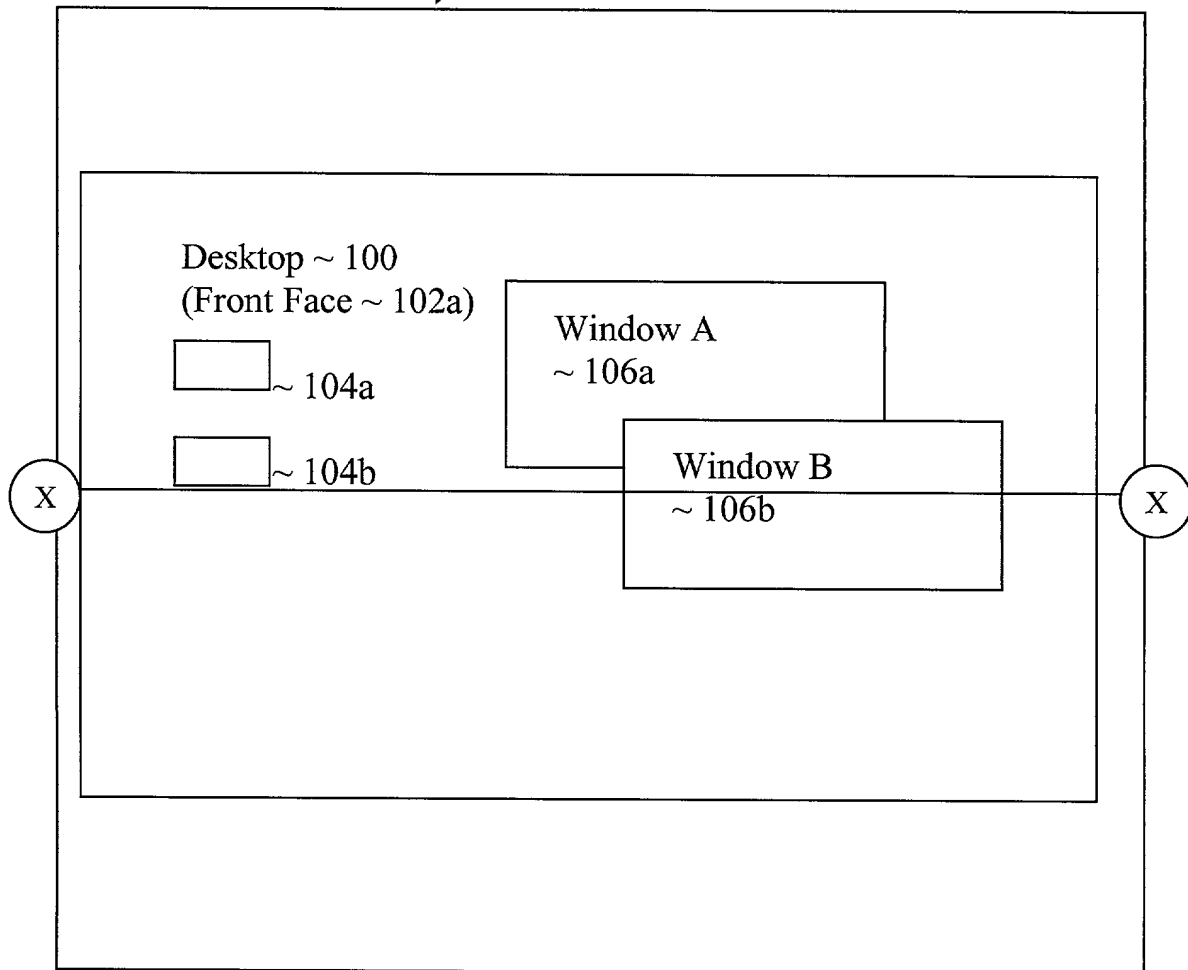 Desktop ~ 100
(Front Face ~ 102a)
~ 104a
~ 104b
Window A
~ 106a
Window B
~ 106b
X
X